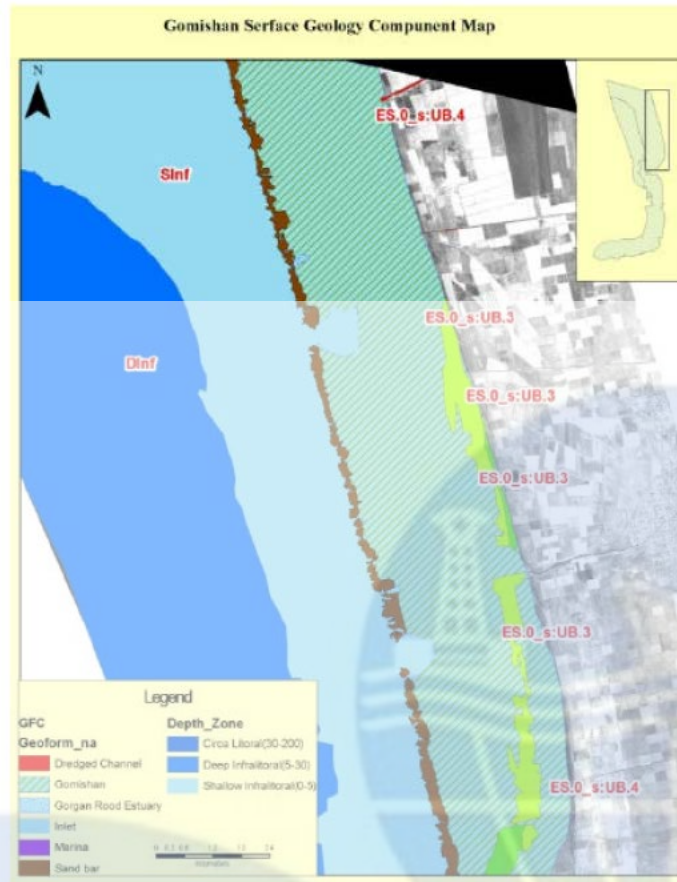 Gomishan Serface Geology Component Map
N
ES.0_s:UB.4
SInf
ES.0_s:UB.3
DInf
ES.0_s:UB.3
ES.0_s:UB.3
ES.0_s:UB.3
ES.0_s:UB.4
Legend
GFC
Geoform_na
Dredged Channel
Gomishan
Gorgan Rood Estuary
Inlet
Marina
Sand bar
Depth_Zone
Circa Litoral(30-200)
Deep Infralitoral(5-30)
Shallow Infralitoral(0-5)